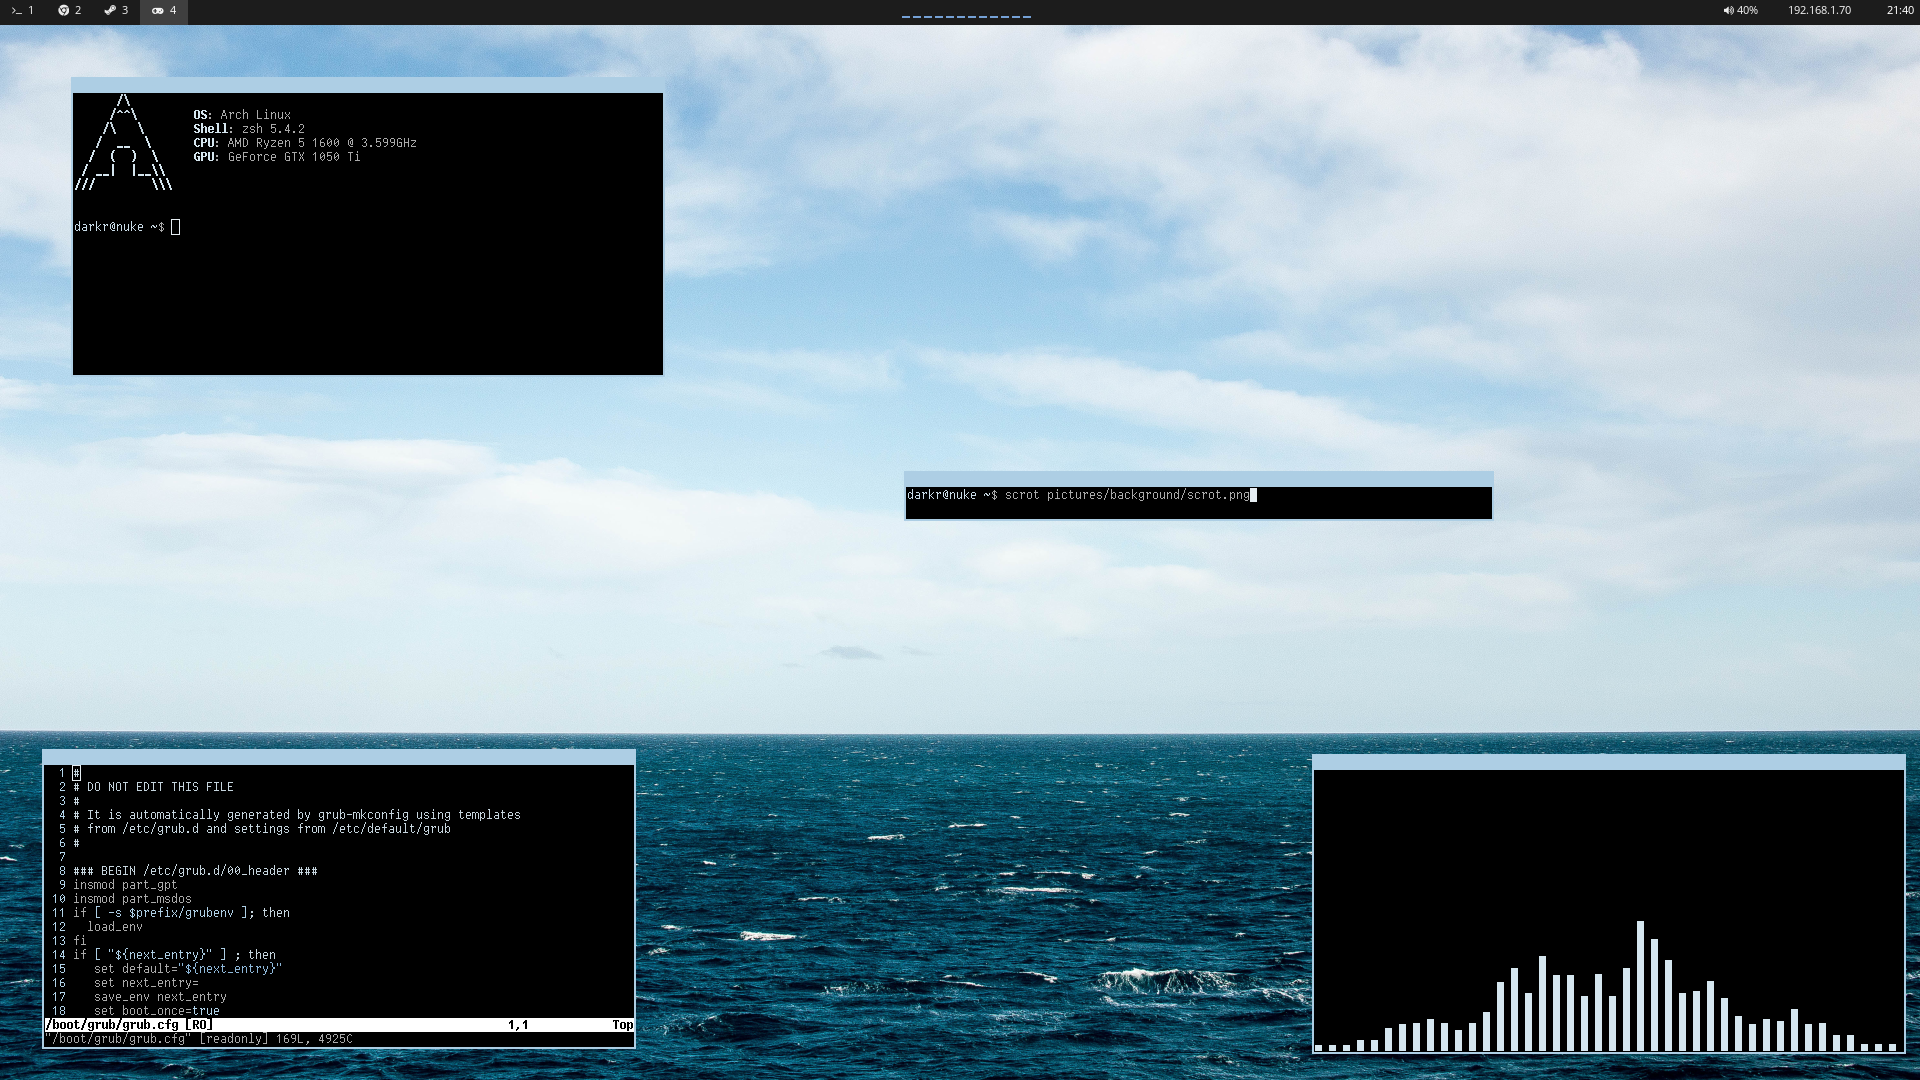 1 2 3 4 40% 192.168.1.70 21:40
OS: Arch Linux
Shell: zsh 5.4.2
CPU: AMD Ryzen 5 1600 @ 3.599GHz
GPU: GeForce GTX 1050 Ti
darkr@nuke ~$
darkr@nuke ~$ scrot pictures/background/scrot.png
1 #
2 # DO NOT EDIT THIS FILE
3 #
4 # It is automatically generated by grub-mkconfig using templates
5 # from /etc/grub.d and settings from /etc/default/grub
6 #
7
8 ### BEGIN /etc/grub.d/00_header ###
9 insmod part_gpt
10 insmod part_msdos
11 if [ -s $prefix/grubenv ]; then
12   load_env
13 fi
14 if [ "${next_entry}" ] ; then
15    set default="${next_entry}"
16    set next_entry=
17    save_env next_entry
18    set boot_once=true
/boot/grub/grub.cfg [RO] 1,1 Top
"/boot/grub/grub.cfg" [readonly] 169L, 4925C